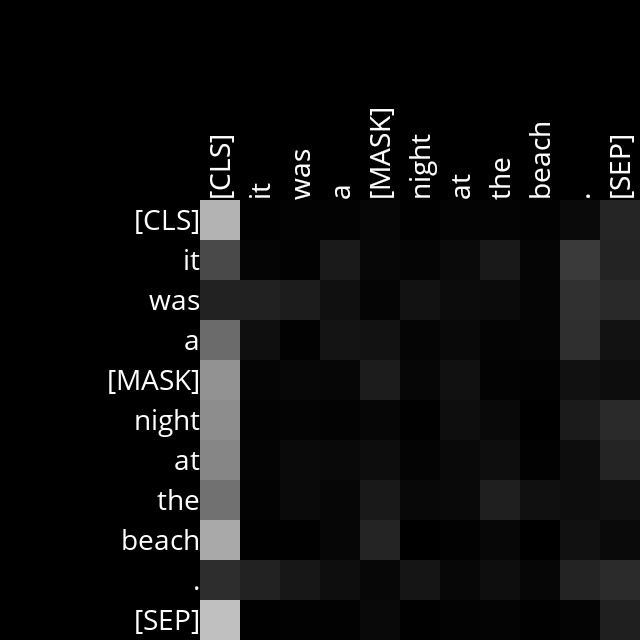 [CLS] it was a [MASK] night at the beach . [SEP]
[CLS]
it
was
a
[MASK]
night
at
the
beach
.
[SEP]